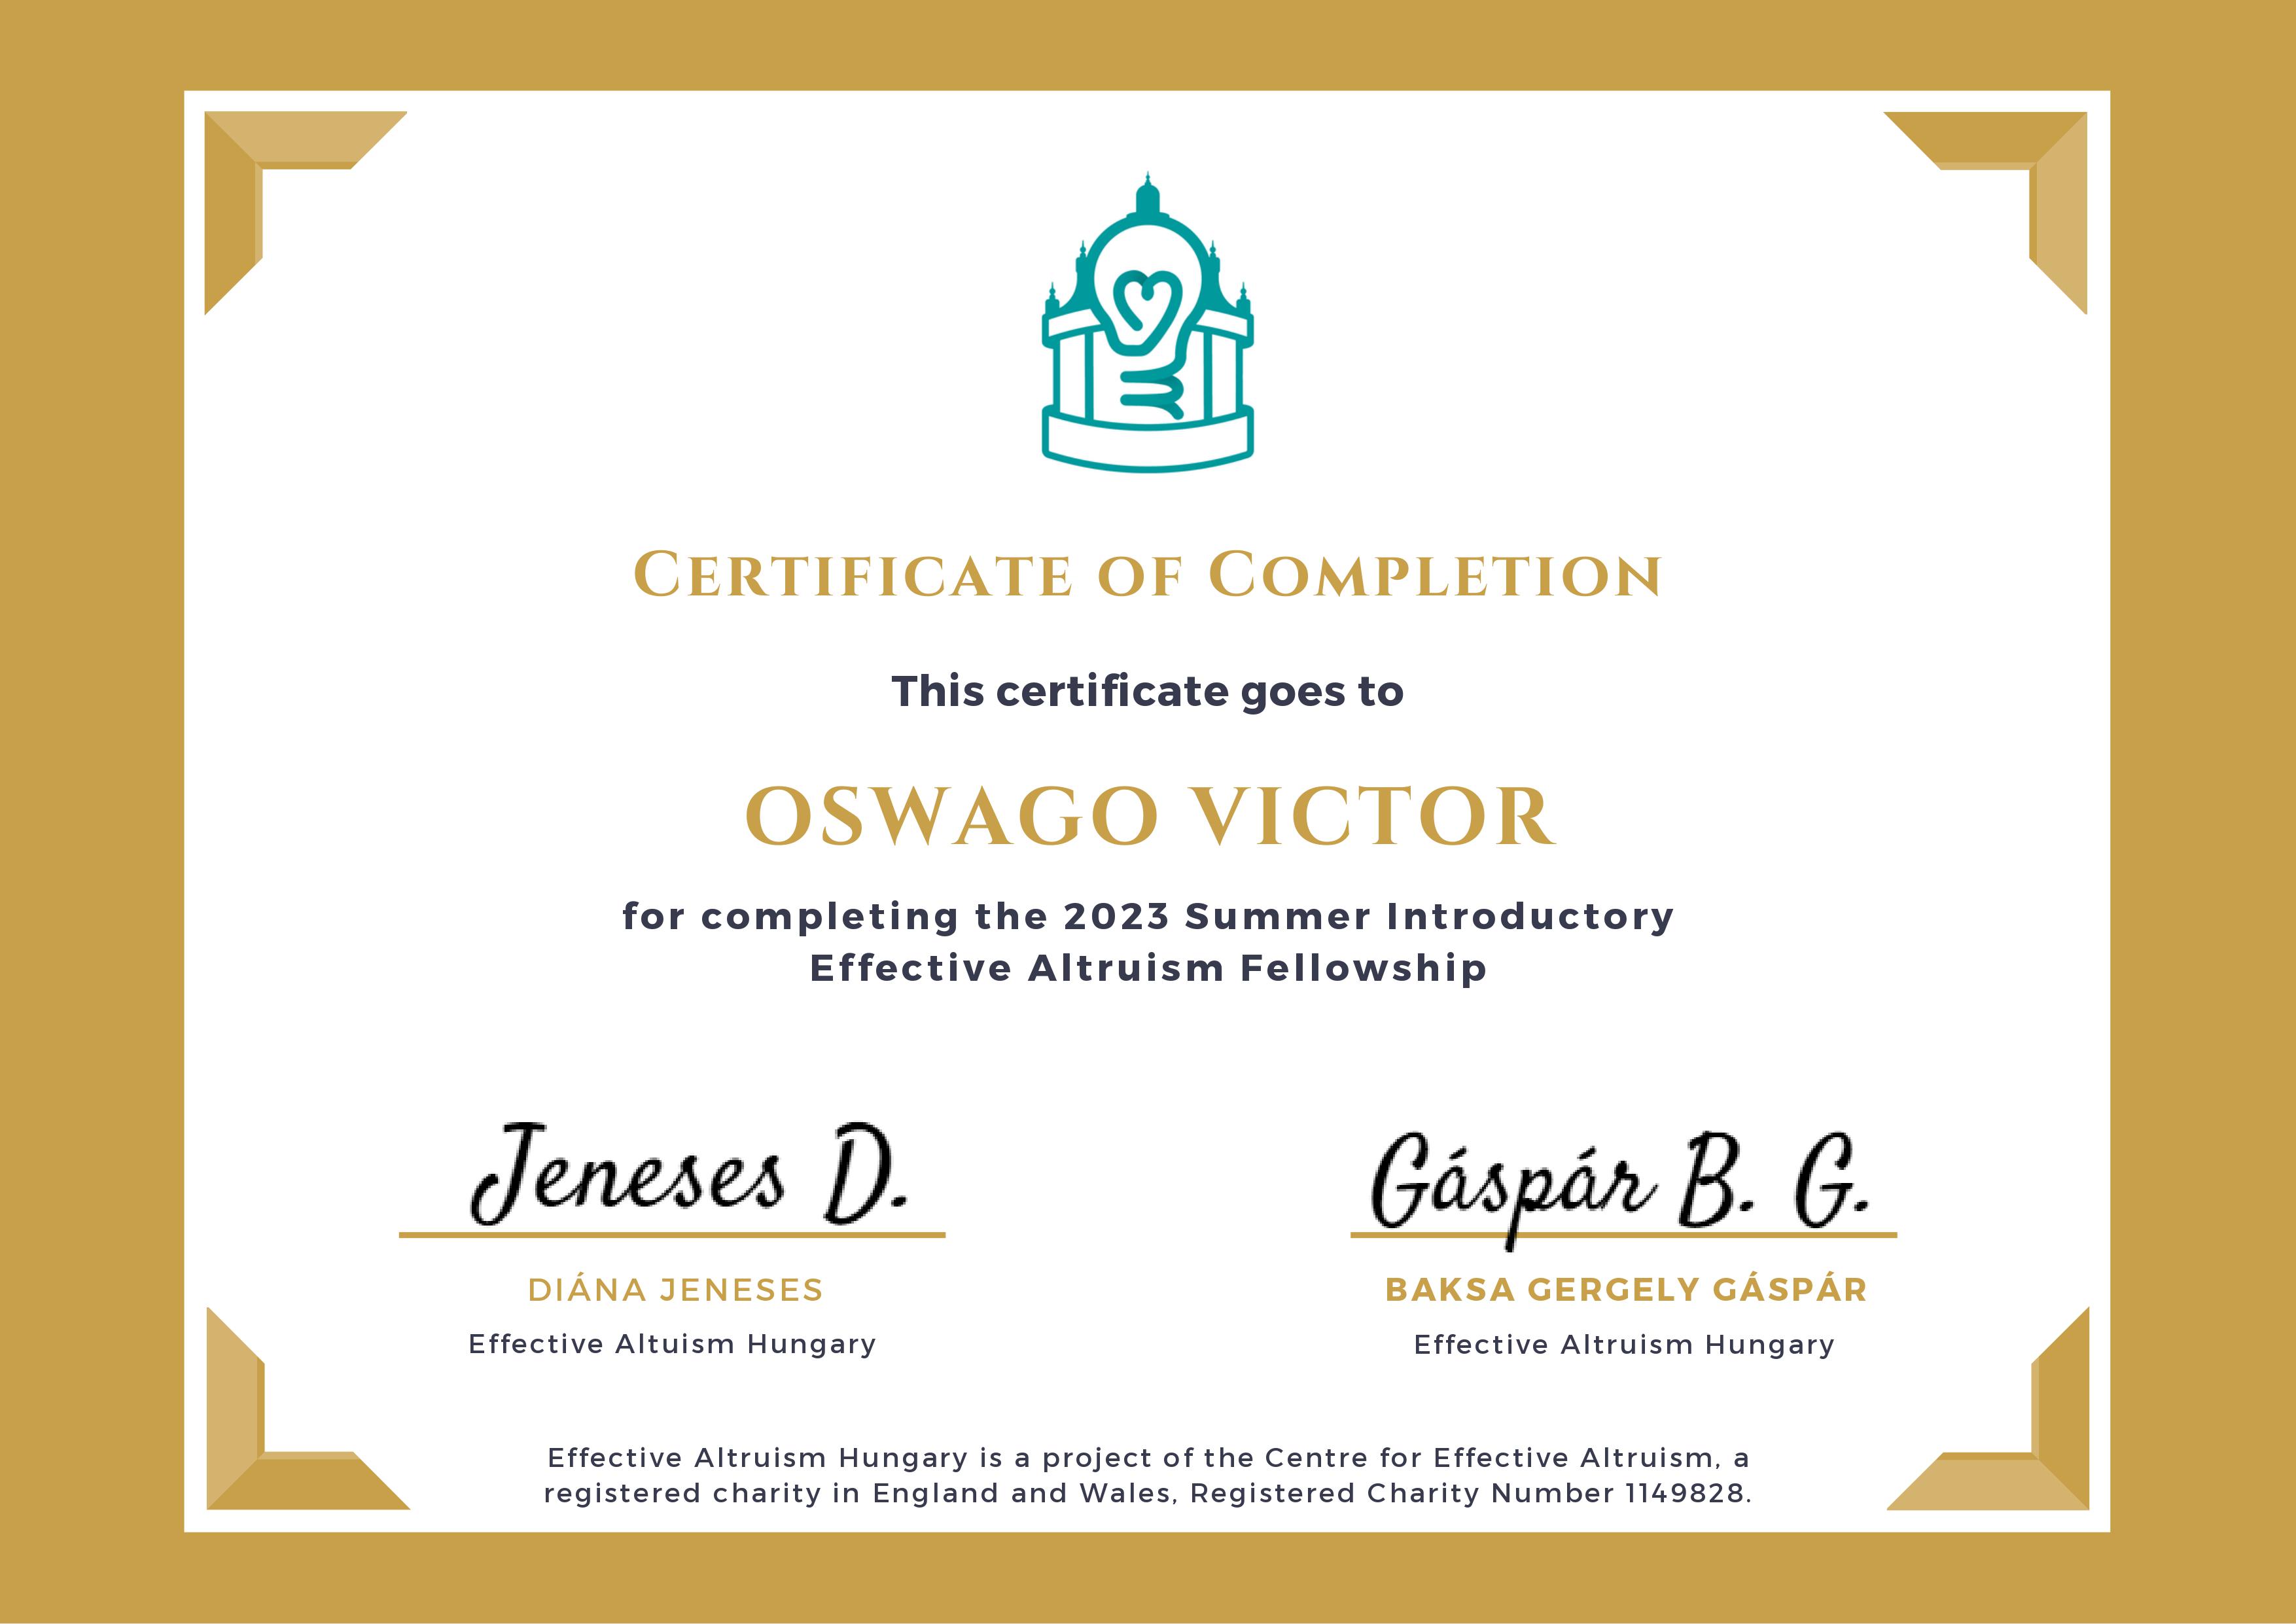 Certificate of Completion
This certificate goes to
OSWAGO VICTOR
for completing the 2023 Summer Introductory
Effective Altruism Fellowship
Jeneses D.
Gáspár B. G.
DIÁNA JENESES
BAKSA GERGELY GÁSPÁR
Effective Altuism Hungary
Effective Altruism Hungary
Effective Altruism Hungary is a project of the Centre for Effective Altruism, a
registered charity in England and Wales, Registered Charity Number 1149828.